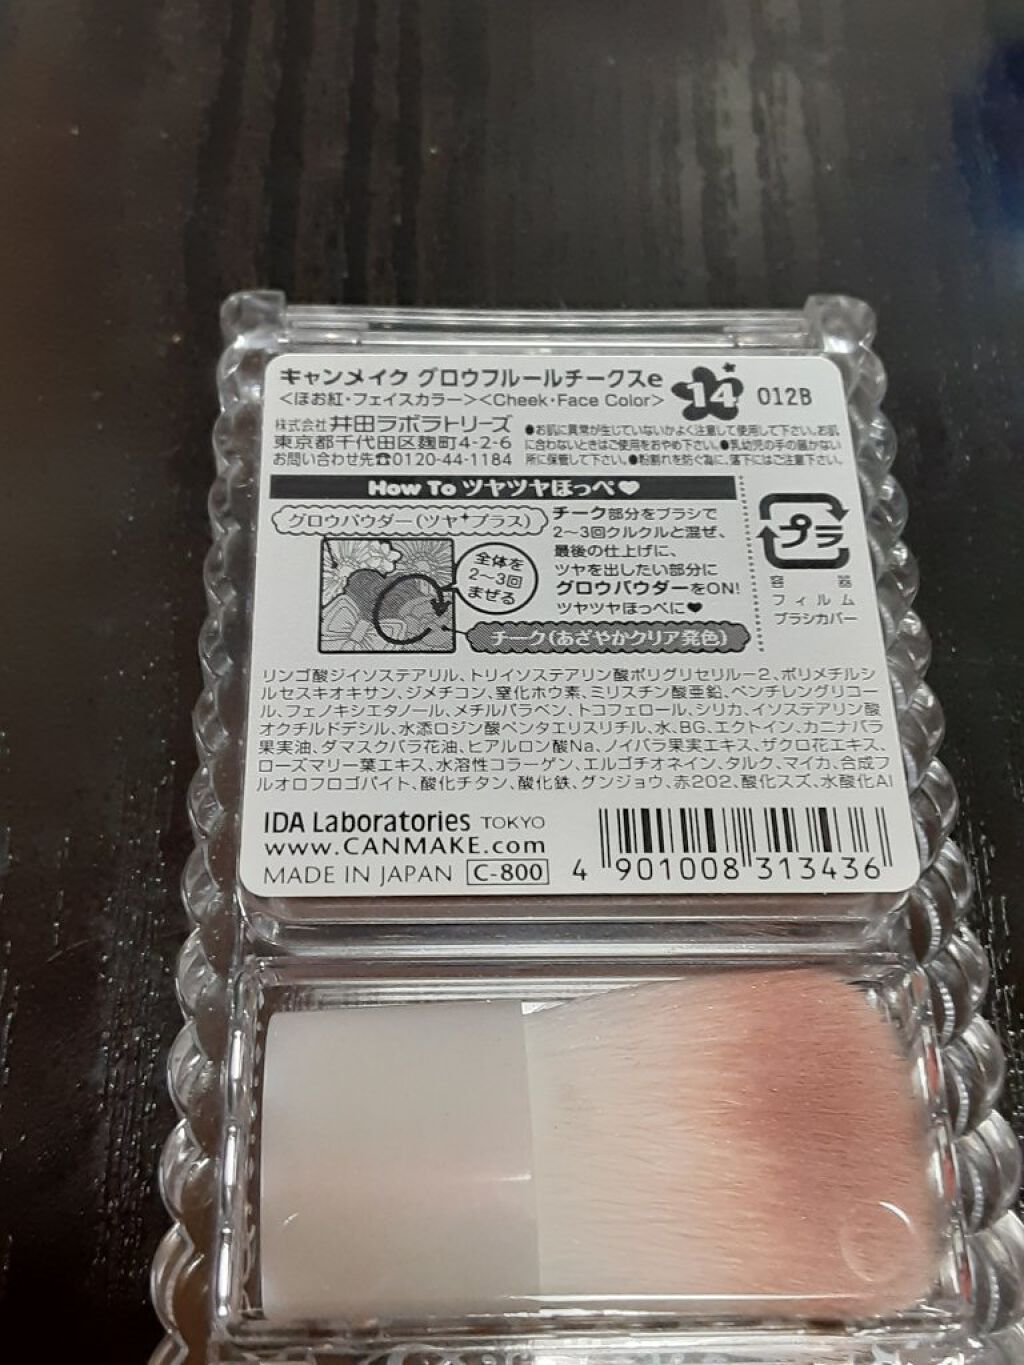 キャンメイク グロウフルールチークスe
<ほお紅・フェイスカラー><Cheek・Face Color>
14
012B
株式会社 井田ラボラトリーズ
東京都千代田区麹町4-2-6
お問い合わせ先☎0120-44-1184
●お肌に異常が生じていないかよく注意して使用して下さい。お肌
に合わないときはご使用をおやめ下さい。●乳幼児の手の届かない
所に保管して下さい。●粉割れを防ぐ為に、落下にはご注意下さい。
How To ツヤツヤほっぺ♥
グロウパウダー(ツヤ✦プラス)
全体を
2〜3回
まぜる
チーク(あざやかクリア発色)
チーク部分をブラシで
2〜3回クルクルと混ぜ、
最後の仕上げに、
ツヤを出したい部分に
グロウパウダーをON!
ツヤツヤほっぺに♥
プラ
容器
フィルム
ブラシカバー
リンゴ酸ジイソステアリル、トリイソステアリン酸ポリグリセリル－2、ポリメチルシ
ルセスキオキサン、ジメチコン、窒化ホウ素、ミリスチン酸亜鉛、ペンチレングリコー
ル、フェノキシエタノール、メチルパラベン、トコフェロール、シリカ、イソステアリン酸
オクチルドデシル、水添ロジン酸ペンタエリスリチル、水、BG、エクトイン、カニナバラ
果実油、ダマスクバラ花油、ヒアルロン酸Na、ノイバラ果実エキス、ザクロ花エキス、
ローズマリー葉エキス、水溶性コラーゲン、エルゴチオネイン、タルク、マイカ、合成フ
ルオロフロゴパイト、酸化チタン、酸化鉄、グンジョウ、赤202、酸化スズ、水酸化Al
IDA Laboratories TOKYO
www.CANMAKE.com
MADE IN JAPAN C-800
4 901008 313436